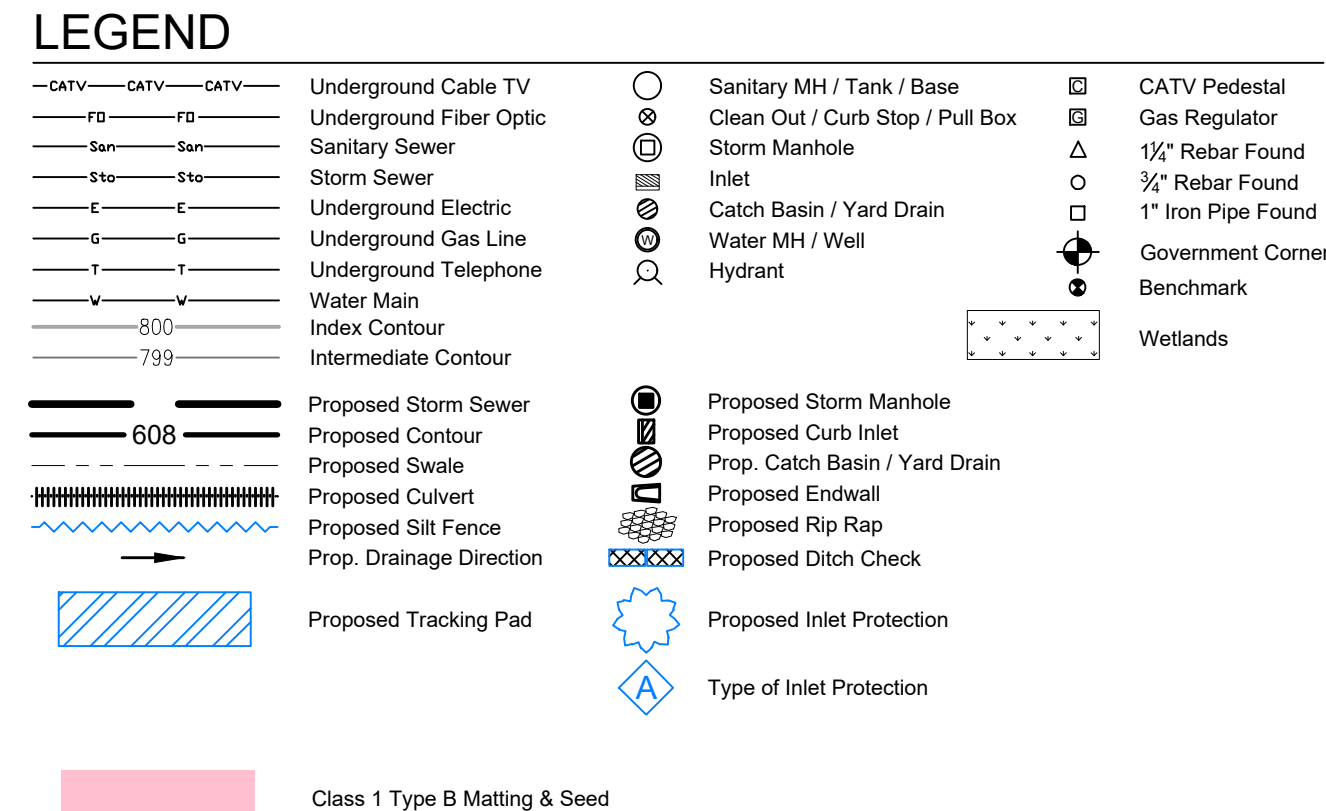 LEGEND
CATV CATV CATV Underground Cable TV
FO FO Underground Fiber Optic
San San Sanitary Sewer
Sto Sto Storm Sewer
E E Underground Electric
G G Underground Gas Line
T T Underground Telephone
W W Water Main
800 Index Contour
799 Intermediate Contour
Sanitary MH / Tank / Base
Clean Out / Curb Stop / Pull Box
Storm Manhole
Inlet
Catch Basin / Yard Drain
W Water MH / Well
Hydrant
C CATV Pedestal
G Gas Regulator
1¼" Rebar Found
¾" Rebar Found
1" Iron Pipe Found
Government Corner
Benchmark
Wetlands
Proposed Storm Sewer
608 Proposed Contour
Proposed Swale
Proposed Culvert
Proposed Silt Fence
Prop. Drainage Direction
Proposed Tracking Pad
Proposed Storm Manhole
Proposed Curb Inlet
Prop. Catch Basin / Yard Drain
Proposed Endwall
Proposed Rip Rap
Proposed Ditch Check
Proposed Inlet Protection
A Type of Inlet Protection
Class 1 Type B Matting & Seed